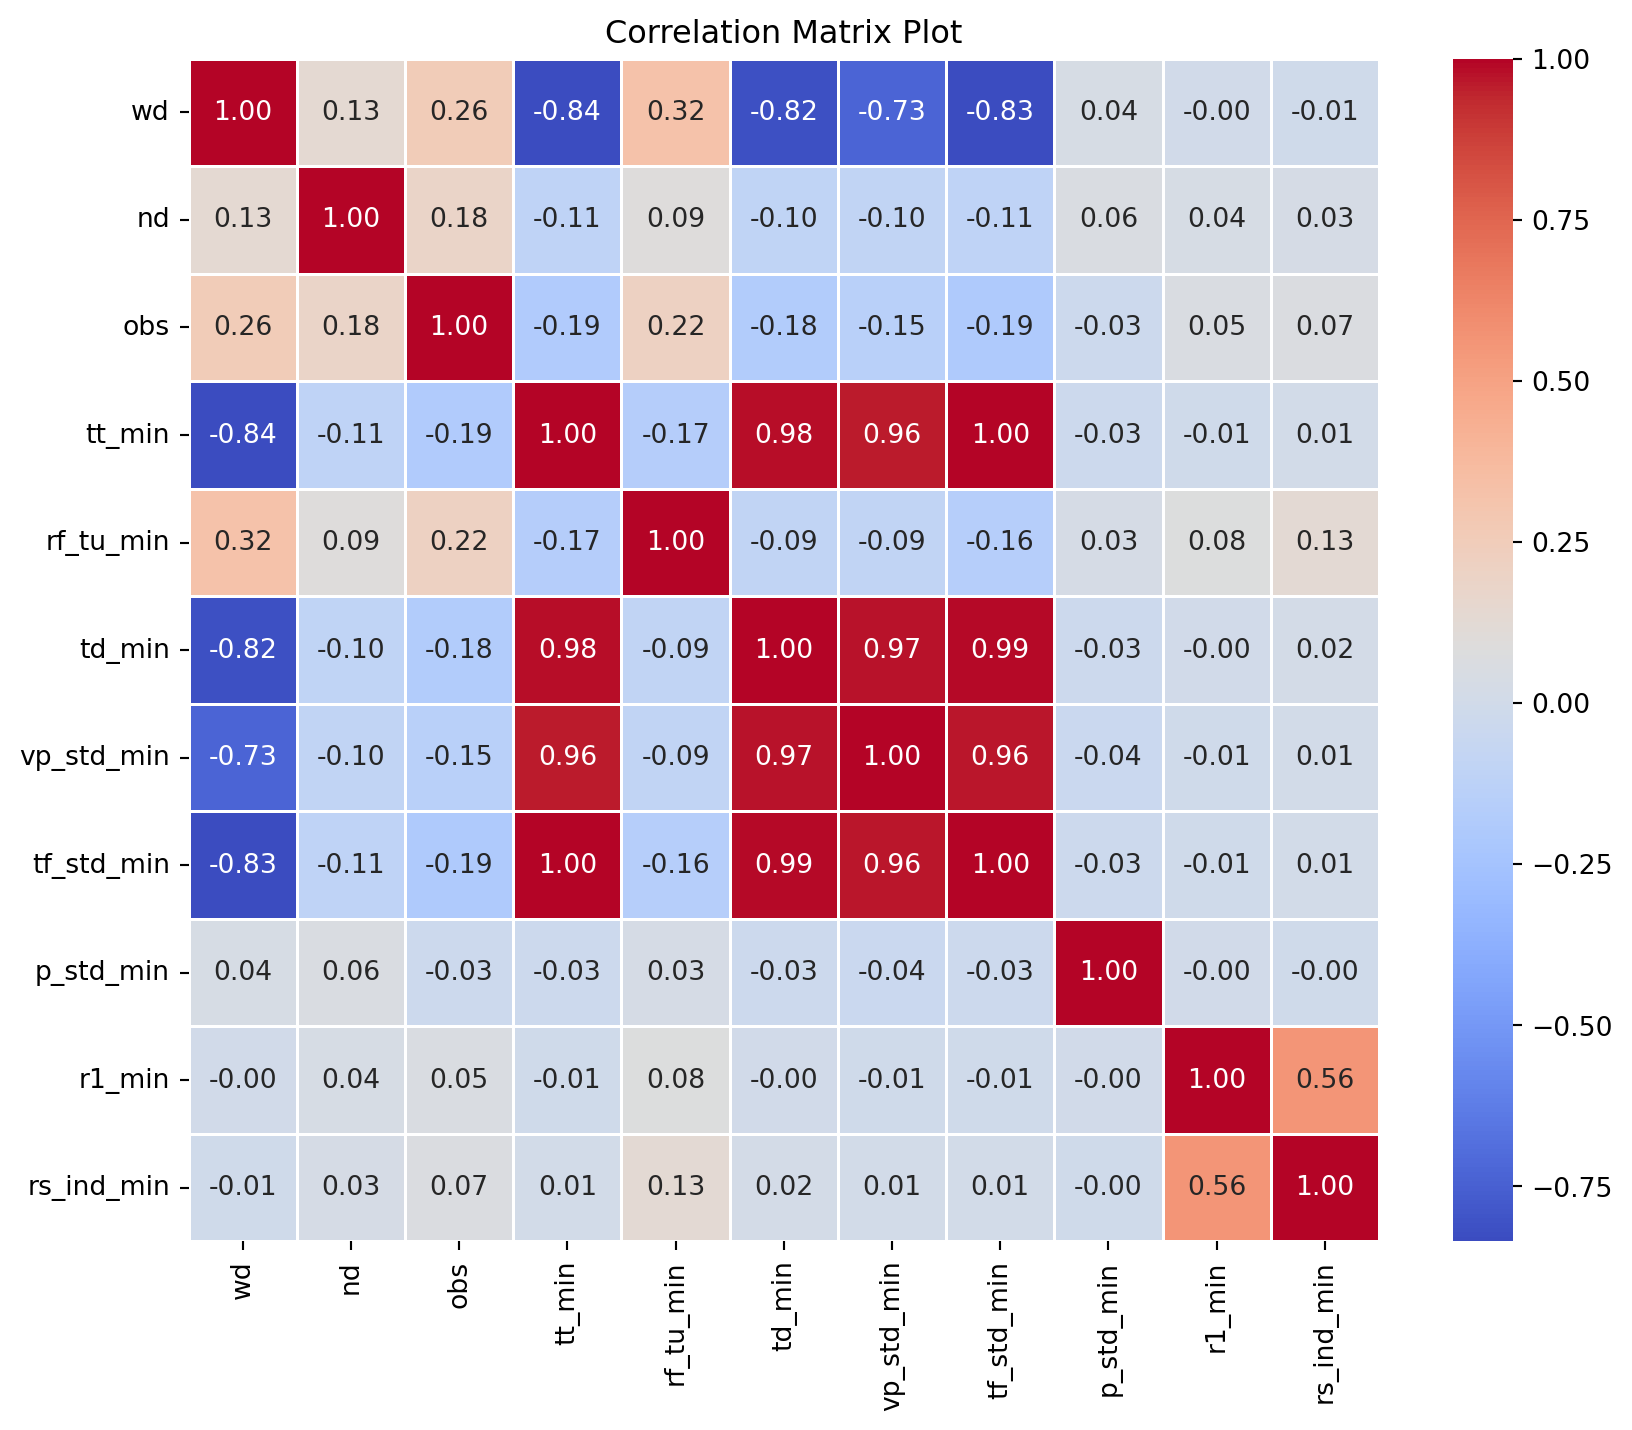 Correlation Matrix Plot
wd 1.00 0.13 0.26 -0.84 0.32 -0.82 -0.73 -0.83 0.04 -0.00 -0.01
nd 0.13 1.00 0.18 -0.11 0.09 -0.10 -0.10 -0.11 0.06 0.04 0.03
obs 0.26 0.18 1.00 -0.19 0.22 -0.18 -0.15 -0.19 -0.03 0.05 0.07
tt_min -0.84 -0.11 -0.19 1.00 -0.17 0.98 0.96 1.00 -0.03 -0.01 0.01
rf_tu_min 0.32 0.09 0.22 -0.17 1.00 -0.09 -0.09 -0.16 0.03 0.08 0.13
td_min -0.82 -0.10 -0.18 0.98 -0.09 1.00 0.97 0.99 -0.03 -0.00 0.02
vp_std_min -0.73 -0.10 -0.15 0.96 -0.09 0.97 1.00 0.96 -0.04 -0.01 0.01
tf_std_min -0.83 -0.11 -0.19 1.00 -0.16 0.99 0.96 1.00 -0.03 -0.01 0.01
p_std_min 0.04 0.06 -0.03 -0.03 0.03 -0.03 -0.04 -0.03 1.00 -0.00 -0.00
r1_min -0.00 0.04 0.05 -0.01 0.08 -0.00 -0.01 -0.01 -0.00 1.00 0.56
rs_ind_min -0.01 0.03 0.07 0.01 0.13 0.02 0.01 0.01 -0.00 0.56 1.00
wd nd obs tt_min rf_tu_min td_min vp_std_min tf_std_min p_std_min r1_min rs_ind_min
1.00
0.75
0.50
0.25
0.00
−0.25
−0.50
−0.75